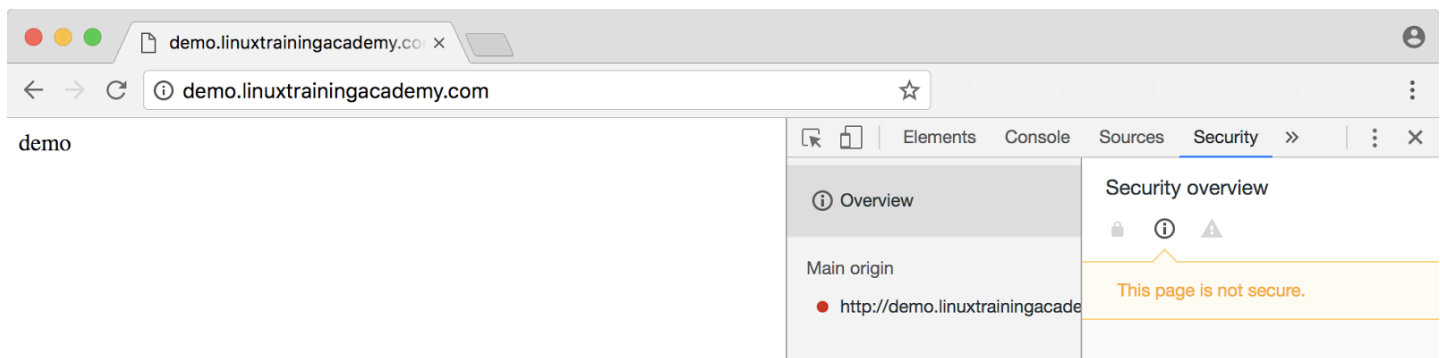 demo.linuxtrainingacademy.co
demo.linuxtrainingacademy.com
demo
Elements Console Sources Security
Overview
Main origin
http://demo.linuxtrainingacade
Security overview
This page is not secure.